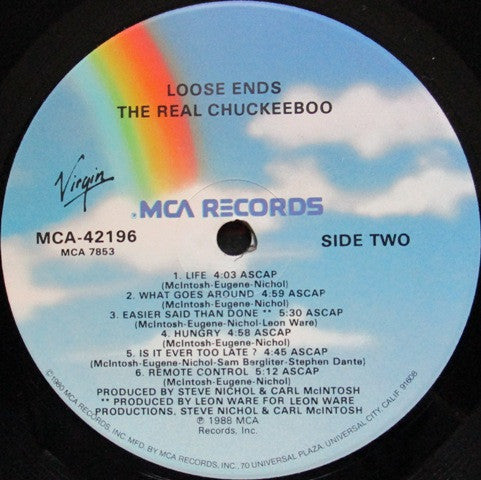 LOOSE ENDS
THE REAL CHUCKEEBOO
Virgin
MCA RECORDS
MCA-42196
MCA 7853
SIDE TWO
1. LIFE 4:03 ASCAP
(McIntosh-Eugene-Nichol)
2. WHAT GOES AROUND 4:59 ASCAP
(McIntosh-Eugene-Nichol)
3. EASIER SAID THAN DONE ** 5:30 ASCAP
(McIntosh-Eugene-Nichol-Leon Ware)
4. HUNGRY 4:58 ASCAP
(McIntosh-Eugene-Nichol)
5. IS IT EVER TOO LATE ? 4:45 ASCAP
(McIntosh-Eugene-Nichol-Sam Bergliter-Stephen Dante)
6. REMOTE CONTROL 5:12 ASCAP
(McIntosh-Eugene-Nichol)
PRODUCED BY STEVE NICHOL & CARL McINTOSH
** PRODUCED BY LEON WARE FOR LEON WARE
PRODUCTIONS. STEVE NICHOL & CARL McINTOSH
℗ 1988 MCA
Records, Inc.
©1980 MCA RECORDS, INC. MFD. BY MCA RECORDS, INC., 70 UNIVERSAL PLAZA, UNIVERSAL CITY, CALIF. 91608